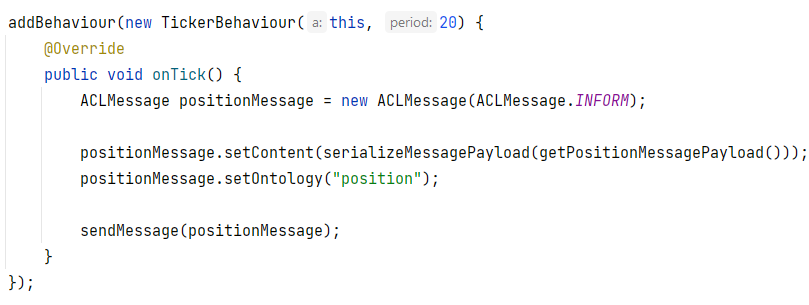 addBehaviour(new TickerBehaviour( a: this, period: 20) {
@Override
public void onTick() {
ACLMessage positionMessage = new ACLMessage(ACLMessage.INFORM);
positionMessage.setContent(serializeMessagePayload(getPositionMessagePayload()));
positionMessage.setOntology("position");
sendMessage(positionMessage);
}
});